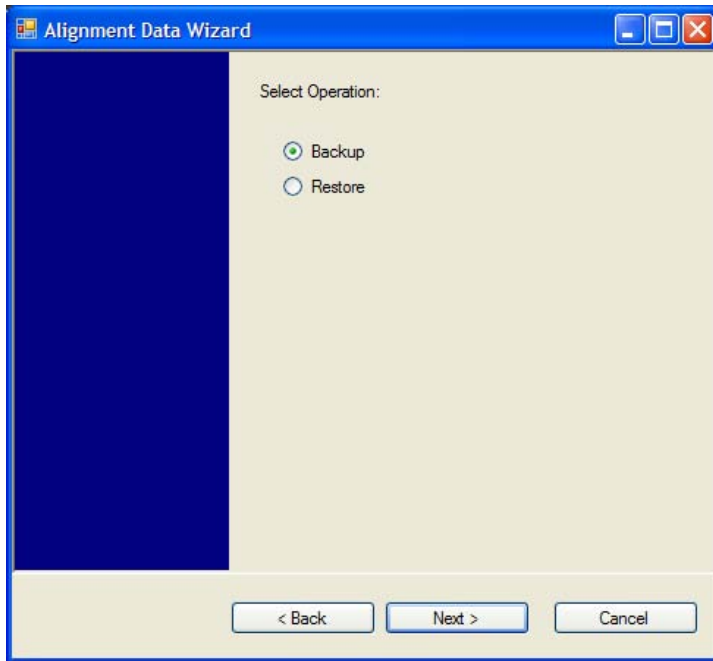 Alignment Data Wizard
Select Operation:
Backup
Restore
< Back Next > Cancel